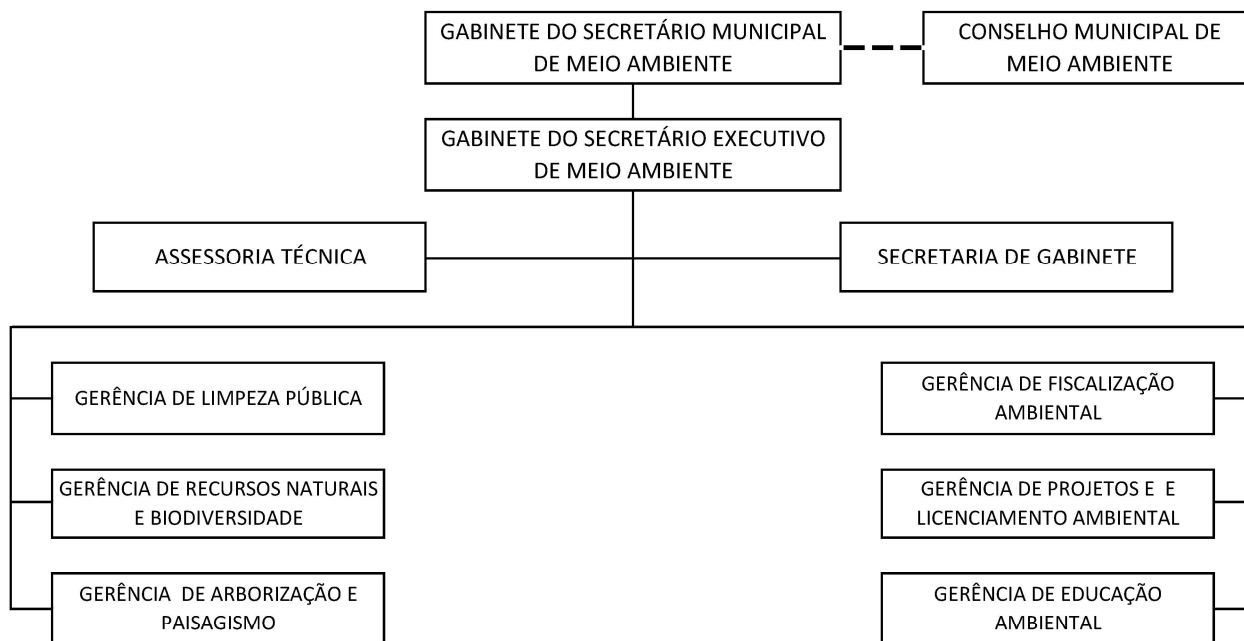 GABINETE DO SECRETÁRIO MUNICIPAL
DE MEIO AMBIENTE
CONSELHO MUNICIPAL DE
MEIO AMBIENTE
GABINETE DO SECRETÁRIO EXECUTIVO
DE MEIO AMBIENTE
ASSESSORIA TÉCNICA
SECRETARIA DE GABINETE
GERÊNCIA DE LIMPEZA PÚBLICA
GERÊNCIA DE FISCALIZAÇÃO
AMBIENTAL
GERÊNCIA DE RECURSOS NATURAIS
E BIODIVERSIDADE
GERÊNCIA DE PROJETOS E E
LICENCIAMENTO AMBIENTAL
GERÊNCIA DE ARBORIZAÇÃO E
PAISAGISMO
GERÊNCIA DE EDUCAÇÃO
AMBIENTAL